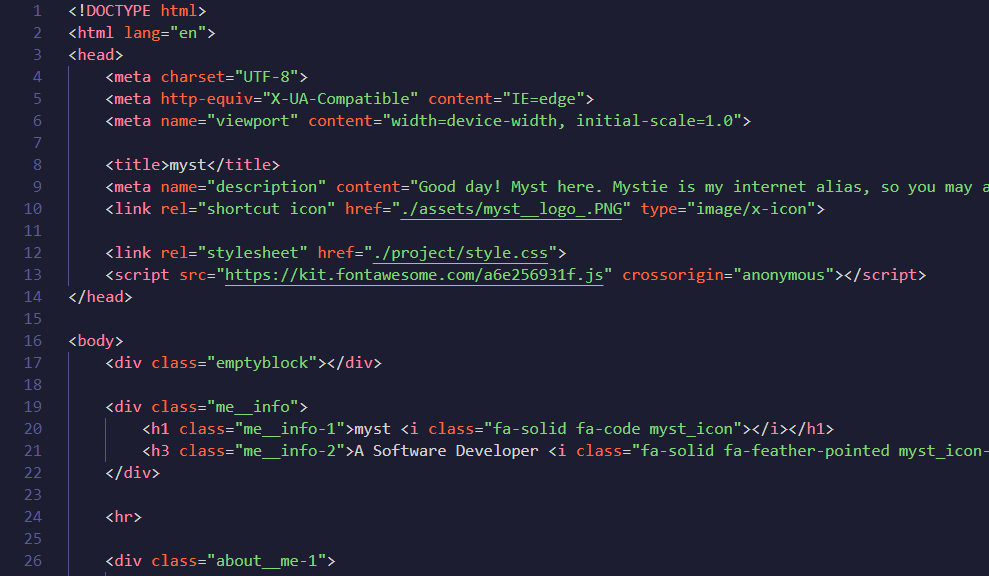 1 <!DOCTYPE html>
2 <html lang="en">
3 <head>
4     <meta charset="UTF-8">
5     <meta http-equiv="X-UA-Compatible" content="IE=edge">
6     <meta name="viewport" content="width=device-width, initial-scale=1.0">
7
8     <title>myst</title>
9     <meta name="description" content="Good day! Myst here. Mystie is my internet alias, so you may a
10     <link rel="shortcut icon" href="./assets/myst__logo_.PNG" type="image/x-icon">
11
12     <link rel="stylesheet" href="./project/style.css">
13     <script src="https://kit.fontawesome.com/a6e256931f.js" crossorigin="anonymous"></script>
14 </head>
15
16 <body>
17     <div class="emptyblock"></div>
18
19     <div class="me__info">
20         <h1 class="me__info-1">myst <i class="fa-solid fa-code myst_icon"></i></h1>
21         <h3 class="me__info-2">A Software Developer <i class="fa-solid fa-feather-pointed myst_icon-
22     </div>
23
24     <hr>
25
26     <div class="about__me-1">